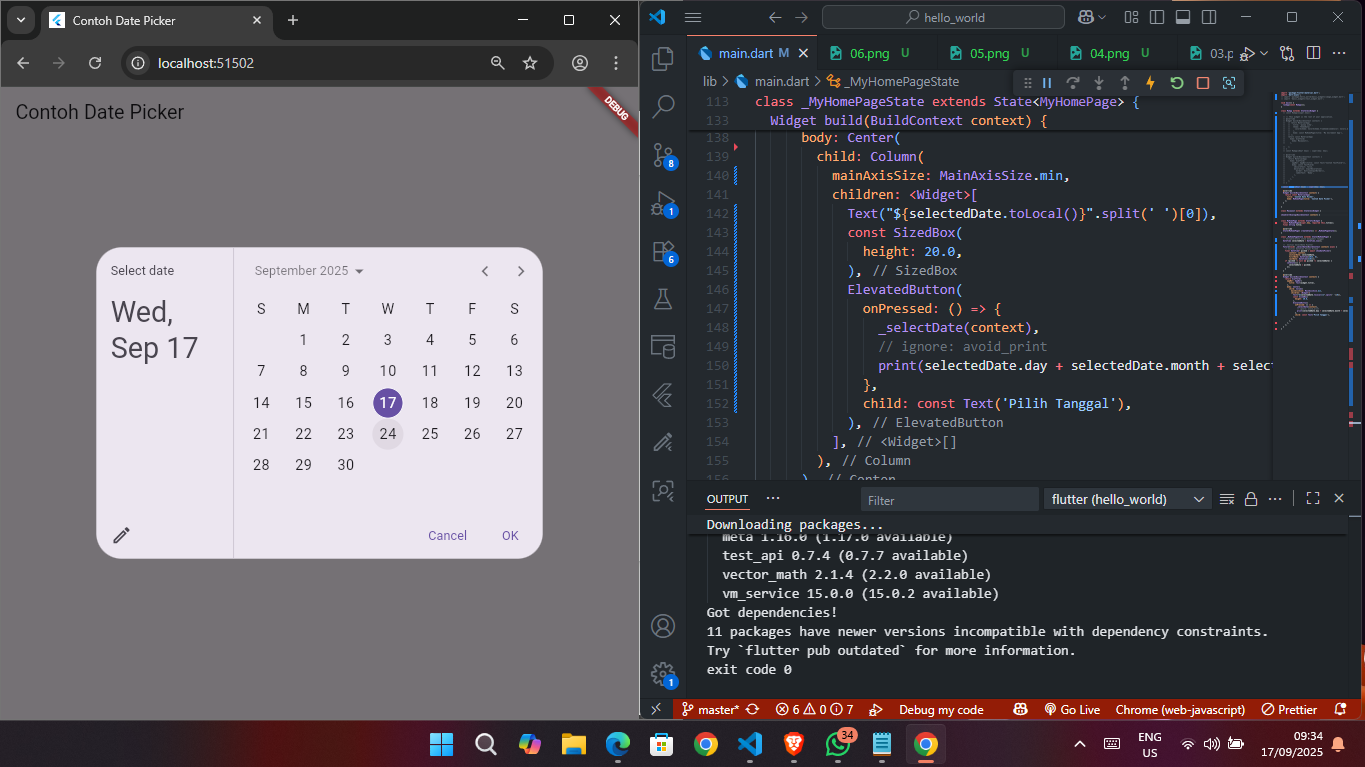 Contoh Date Picker
localhost:51502
Contoh Date Picker
DEBUG
Select date
Wed,
Sep 17
September 2025
S M T W T F S
1 2 3 4 5 6
7 8 9 10 11 12 13
14 15 16 17 18 19 20
21 22 23 24 25 26 27
28 29 30
Cancel OK
hello_world
main.dart M 06.png U 05.png U 04.png U 03.p
lib > main.dart > _MyHomePageState
113 class _MyHomePageState extends State<MyHomePage> {
133 Widget build(BuildContext context) {
138 body: Center(
139 child: Column(
140 mainAxisSize: MainAxisSize.min,
141 children: <Widget>[
142 Text("${selectedDate.toLocal()}".split(' ')[0]),
143 const SizedBox(
144 height: 20.0,
145 ), // SizedBox
146 ElevatedButton(
147 onPressed: () => {
148 _selectDate(context),
149 // ignore: avoid_print
150 print(selectedDate.day + selectedDate.month + selec
151 },
152 child: const Text('Pilih Tanggal'),
153 ), // ElevatedButton
154 ], // <Widget>[]
155 ), // Column
156 ), // Center
8
1
6
1
OUTPUT
Filter
flutter (hello_world)
Downloading packages...
meta 1.16.0 (1.17.0 available)
test_api 0.7.4 (0.7.7 available)
vector_math 2.1.4 (2.2.0 available)
vm_service 15.0.0 (15.0.2 available)
Got dependencies!
11 packages have newer versions incompatible with dependency constraints.
Try `flutter pub outdated` for more information.
exit code 0
master* 6 0 7 Debug my code Go Live Chrome (web-javascript) Prettier
34
ENG
US
09:34
17/09/2025